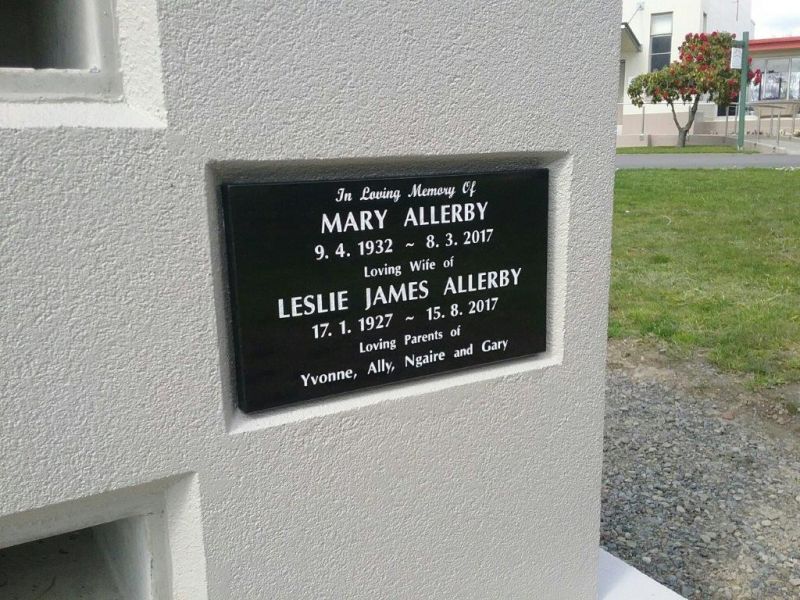 In Loving Memory Of
MARY ALLERBY
9. 4. 1932 ~ 8. 3. 2017
Loving Wife of
LESLIE JAMES ALLERBY
17. 1. 1927 ~ 15. 8. 2017
Loving Parents of
Yvonne, Ally, Ngaire and Gary